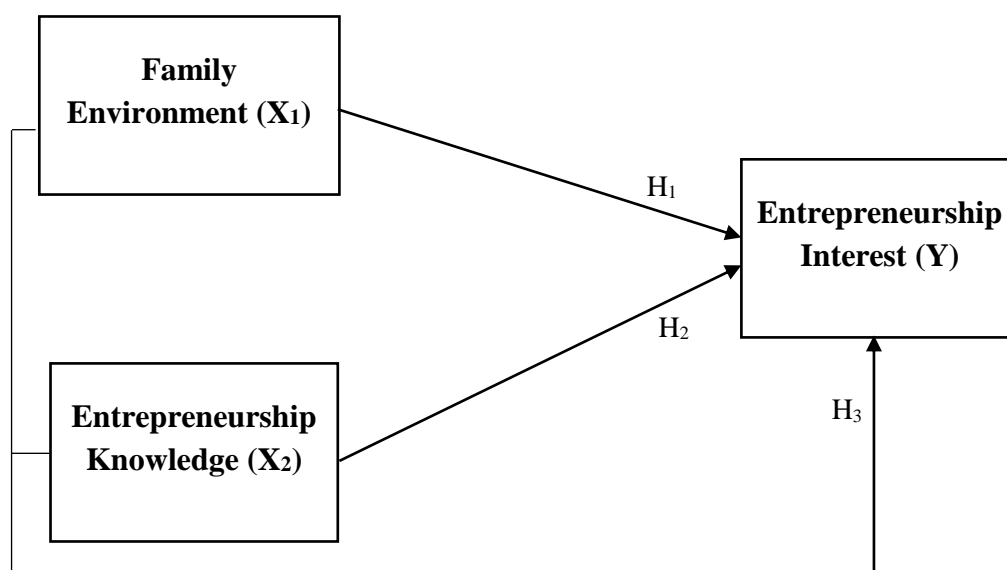 Family
Environment (X₁)
H₁
Entrepreneurship
Interest (Y)
H₂
Entrepreneurship
Knowledge (X₂)
H₃